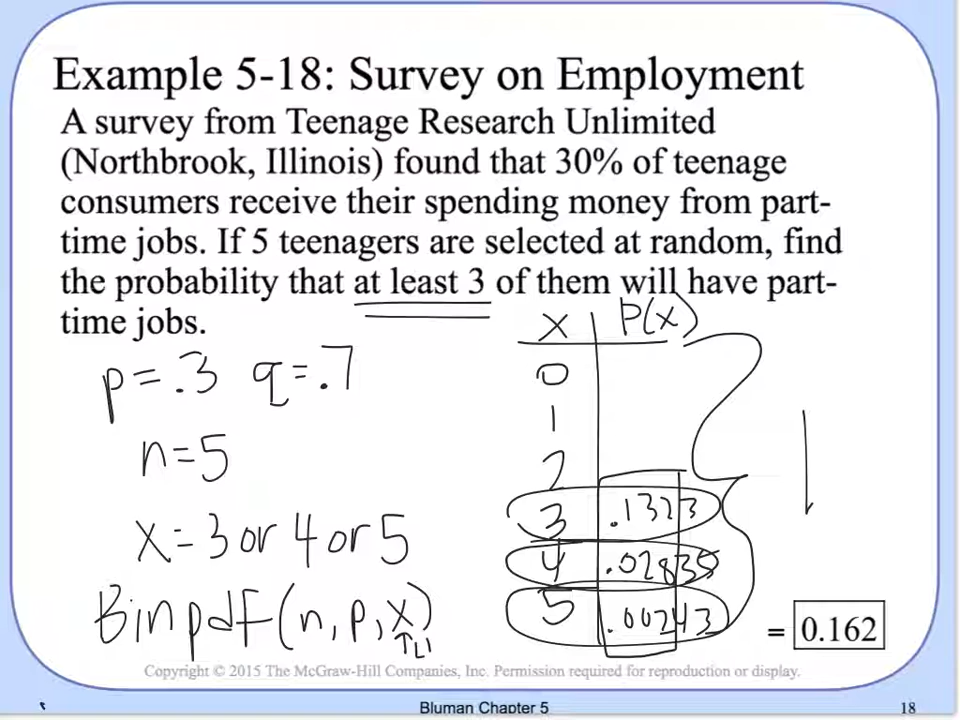 Example 5-18: Survey on Employment
A survey from Teenage Research Unlimited
(Northbrook, Illinois) found that 30% of teenage
consumers receive their spending money from part-
time jobs. If 5 teenagers are selected at random, find
the probability that at least 3 of them will have part-
time jobs.
p = .3 q = .7
n = 5
x = 3 or 4 or 5
Binpdf(n, p, x)
x P(x)
0
1
2
3 .1323
4 .02835
5 .00243
= 0.162
Copyright © 2015 The McGraw-Hill Companies, Inc. Permission required for reproduction or display.
Bluman Chapter 5
18